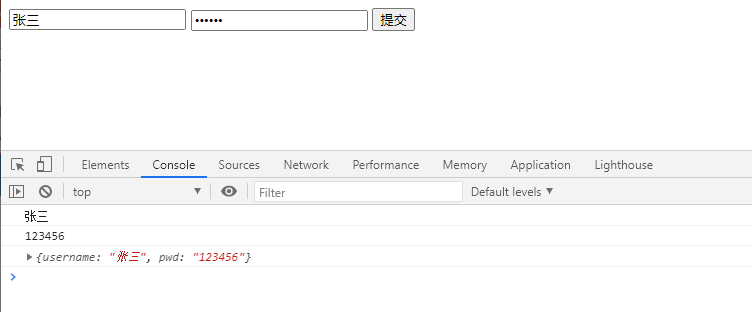 张三 •••••• 提交
Elements Console Sources Network Performance Memory Application Lighthouse
top Filter Default levels
张三
123456
{username: "张三", pwd: "123456"}